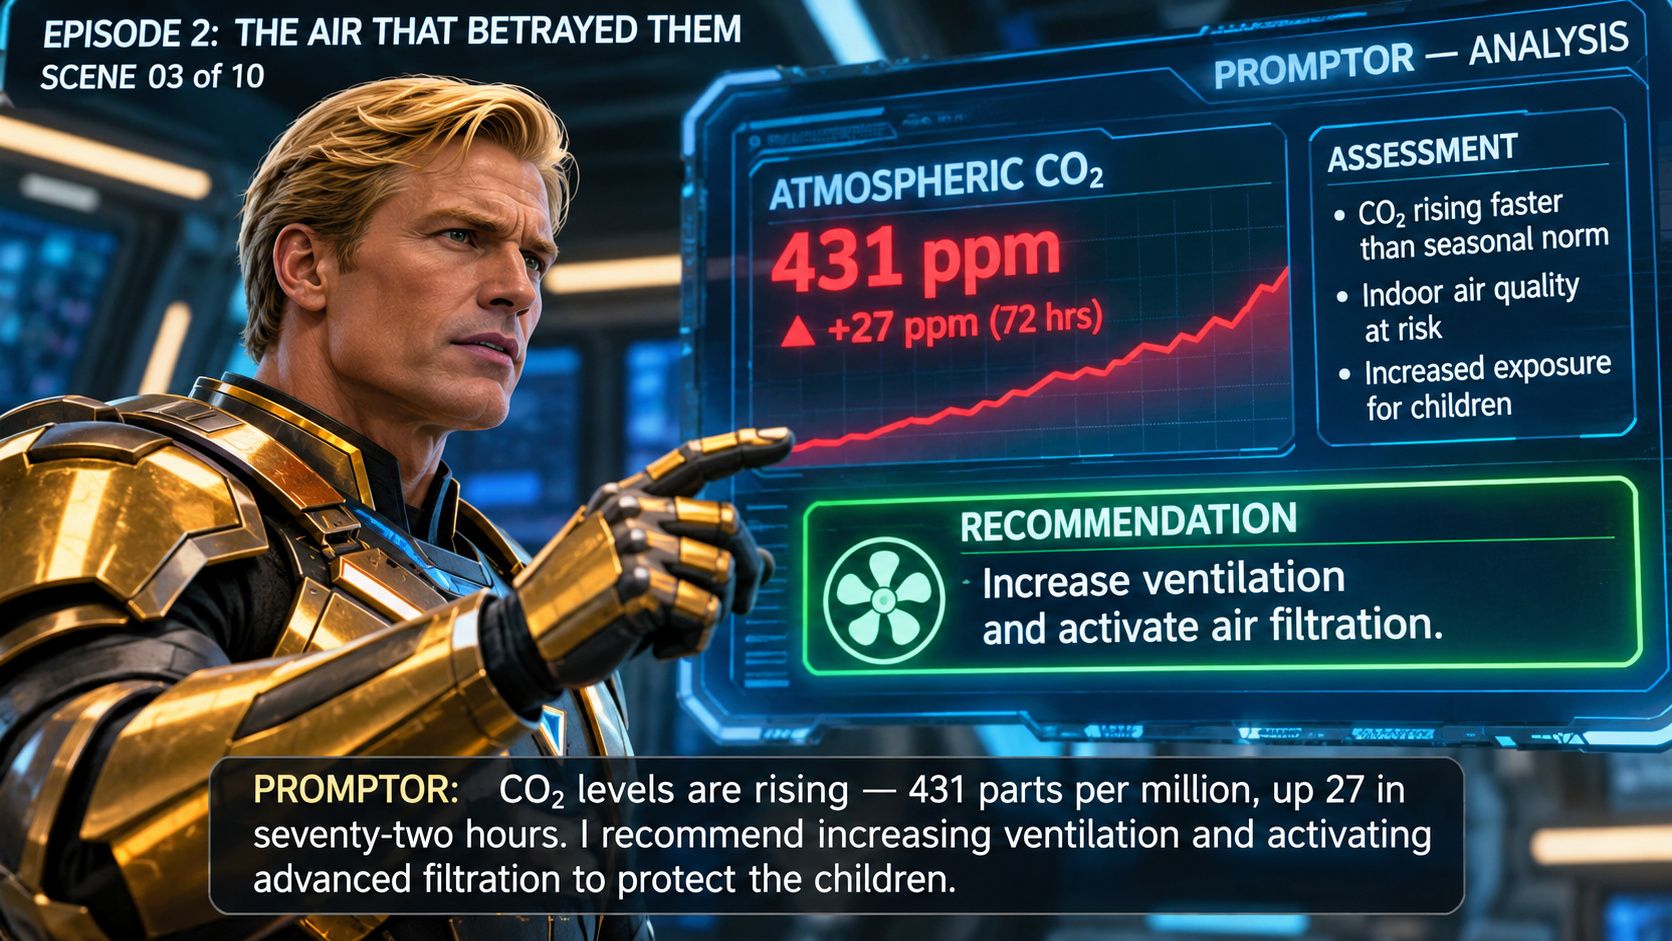 EPISODE 2: THE AIR THAT BETRAYED THEM
SCENE 03 of 10
PROMPTOR — ANALYSIS
ATMOSPHERIC CO₂
431 ppm
▲ +27 ppm (72 hrs)
ASSESSMENT
• CO₂ rising faster
than seasonal norm
• Indoor air quality
at risk
• Increased exposure
for children
RECOMMENDATION
Increase ventilation
and activate air filtration.
PROMPTOR: CO₂ levels are rising — 431 parts per million, up 27 in
seventy-two hours. I recommend increasing ventilation and activating
advanced filtration to protect the children.